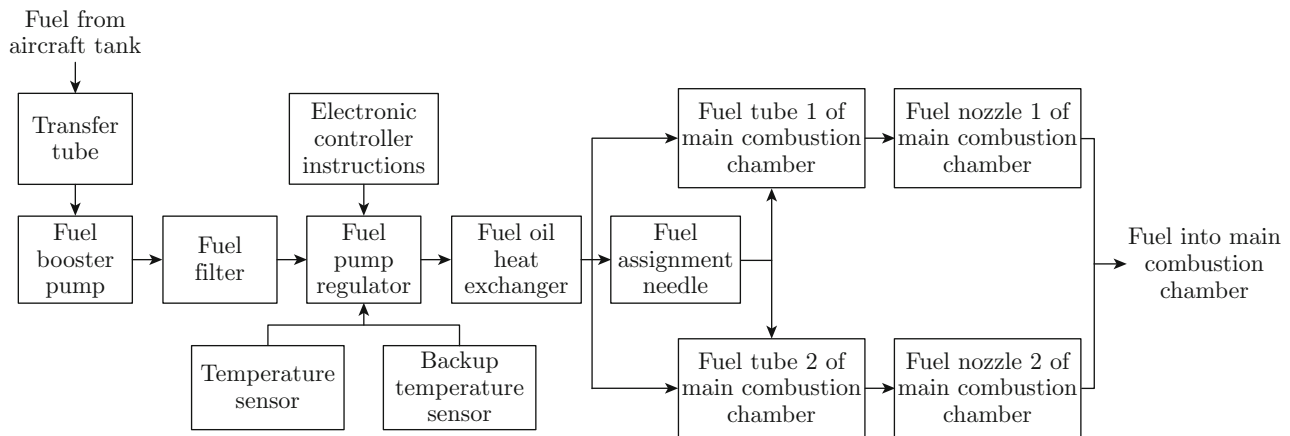 Fuel from
aircraft tank
Transfer
tube
Electronic
controller
instructions
Fuel tube 1 of
main combustion
chamber
Fuel nozzle 1 of
main combustion
chamber
Fuel
booster
pump
Fuel
filter
Fuel
pump
regulator
Fuel oil
heat
exchanger
Fuel
assignment
needle
Fuel into main
combustion
chamber
Temperature
sensor
Backup
temperature
sensor
Fuel tube 2 of
main combustion
chamber
Fuel nozzle 2 of
main combustion
chamber